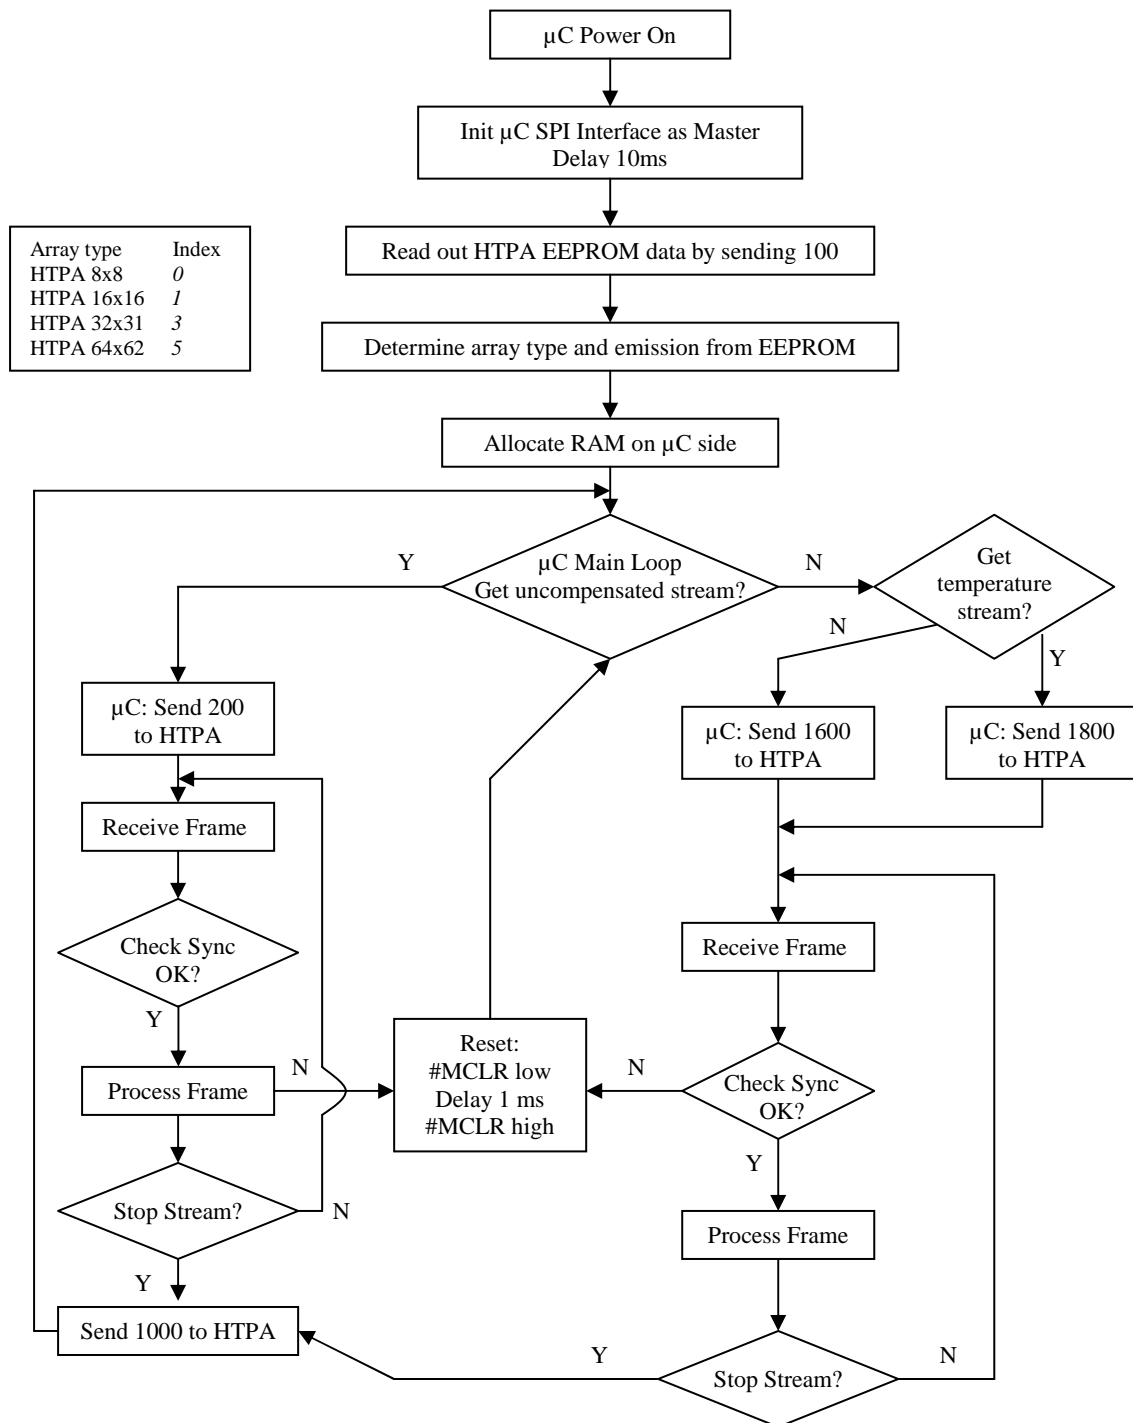 µC Power On
Init µC SPI Interface as Master
Delay 10ms
Read out HTPA EEPROM data by sending 100
Array type Index
HTPA 8x8 0
HTPA 16x16 1
HTPA 32x31 3
HTPA 64x62 5
Determine array type and emission from EEPROM
Allocate RAM on µC side
Y
µC Main Loop
Get uncompensated stream?
N
Get
temperature
stream?
N
Y
µC: Send 200
to HTPA
µC: Send 1600
to HTPA
µC: Send 1800
to HTPA
Receive Frame
Check Sync
OK?
Y
Receive Frame
Process Frame
N
Reset:
#MCLR low
Delay 1 ms
#MCLR high
N
Check Sync
OK?
Y
Stop Stream?
N
Process Frame
Y
Send 1000 to HTPA
Y
Stop Stream?
N